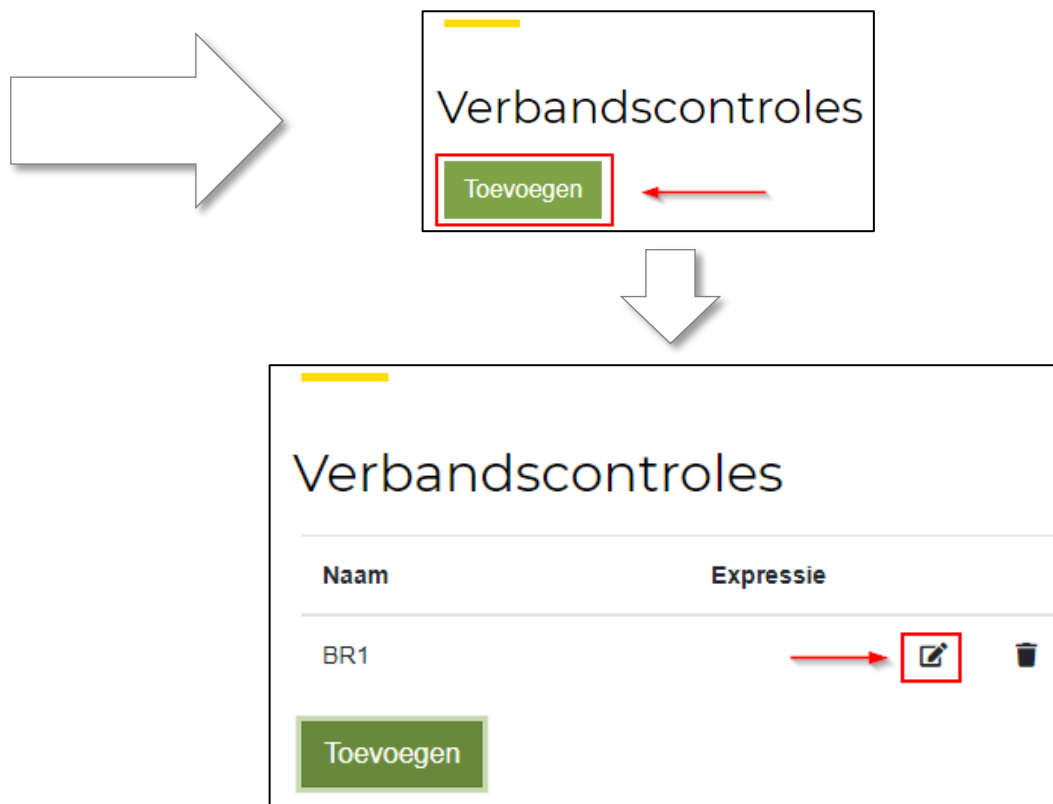 Verbandscontroles
Toevoegen
Verbandscontroles
Naam Expressie
BR1
Toevoegen